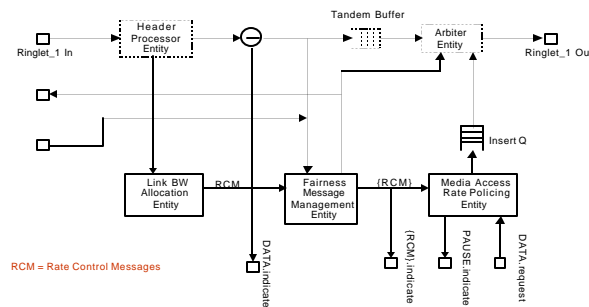 Header
Processor
Entity
Tandem Buffer
Arbiter
Entity
Ringlet_1 In
Ringlet_1 Ou
Insert Q
Link BW
Allocation
Entity
RCM
Fairness
Message
Management
Entity
{RCM}
Media Access
Rate Policing
Entity
DATA.indicate
{RCM}.indicate
PAUSE.indicate
DATA.request
RCM = Rate Control Messages